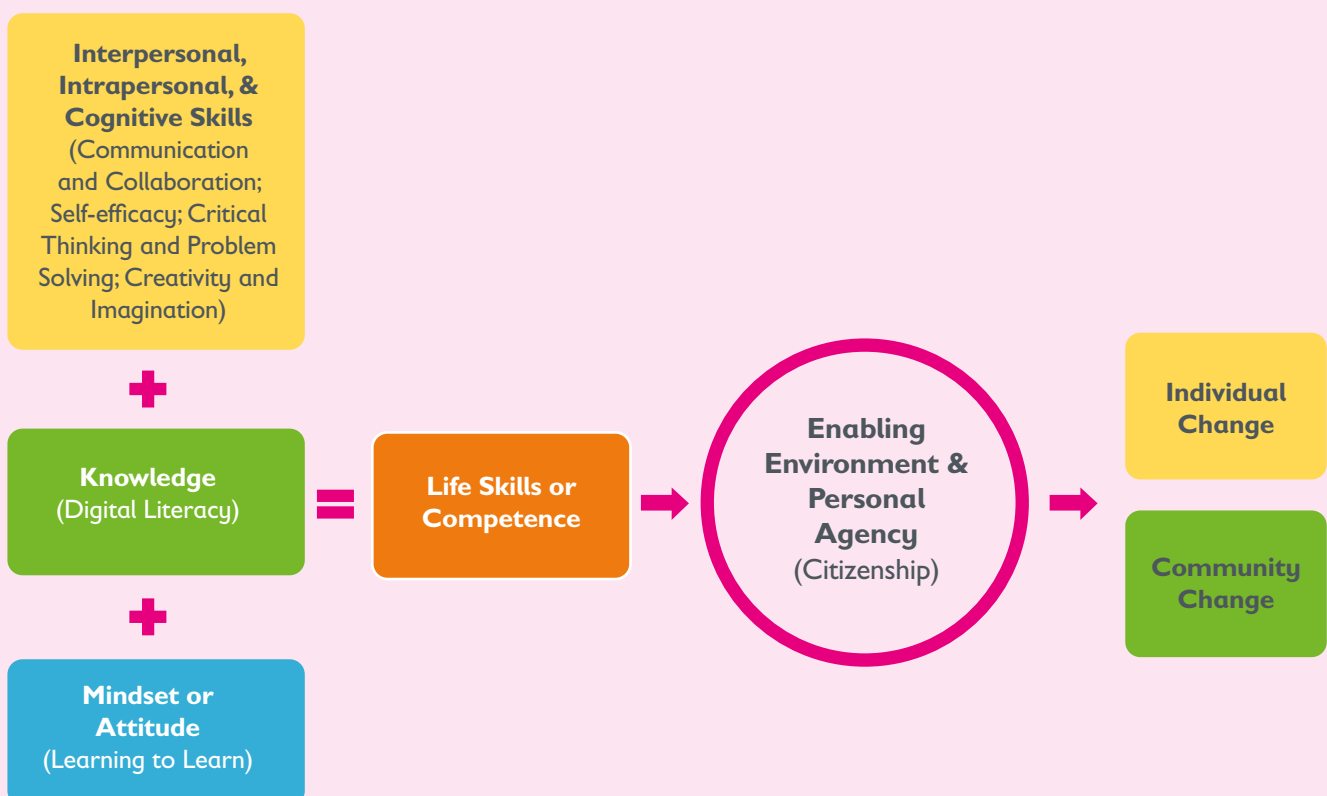 Interpersonal,
Intrapersonal, &
Cognitive Skills
(Communication
and Collaboration;
Self-efficacy; Critical
Thinking and Problem
Solving; Creativity and
Imagination)
+
Knowledge
(Digital Literacy)
+
Mindset or
Attitude
(Learning to Learn)
=
Life Skills or
Competence
Enabling
Environment &
Personal
Agency
(Citizenship)
Individual
Change
Community
Change